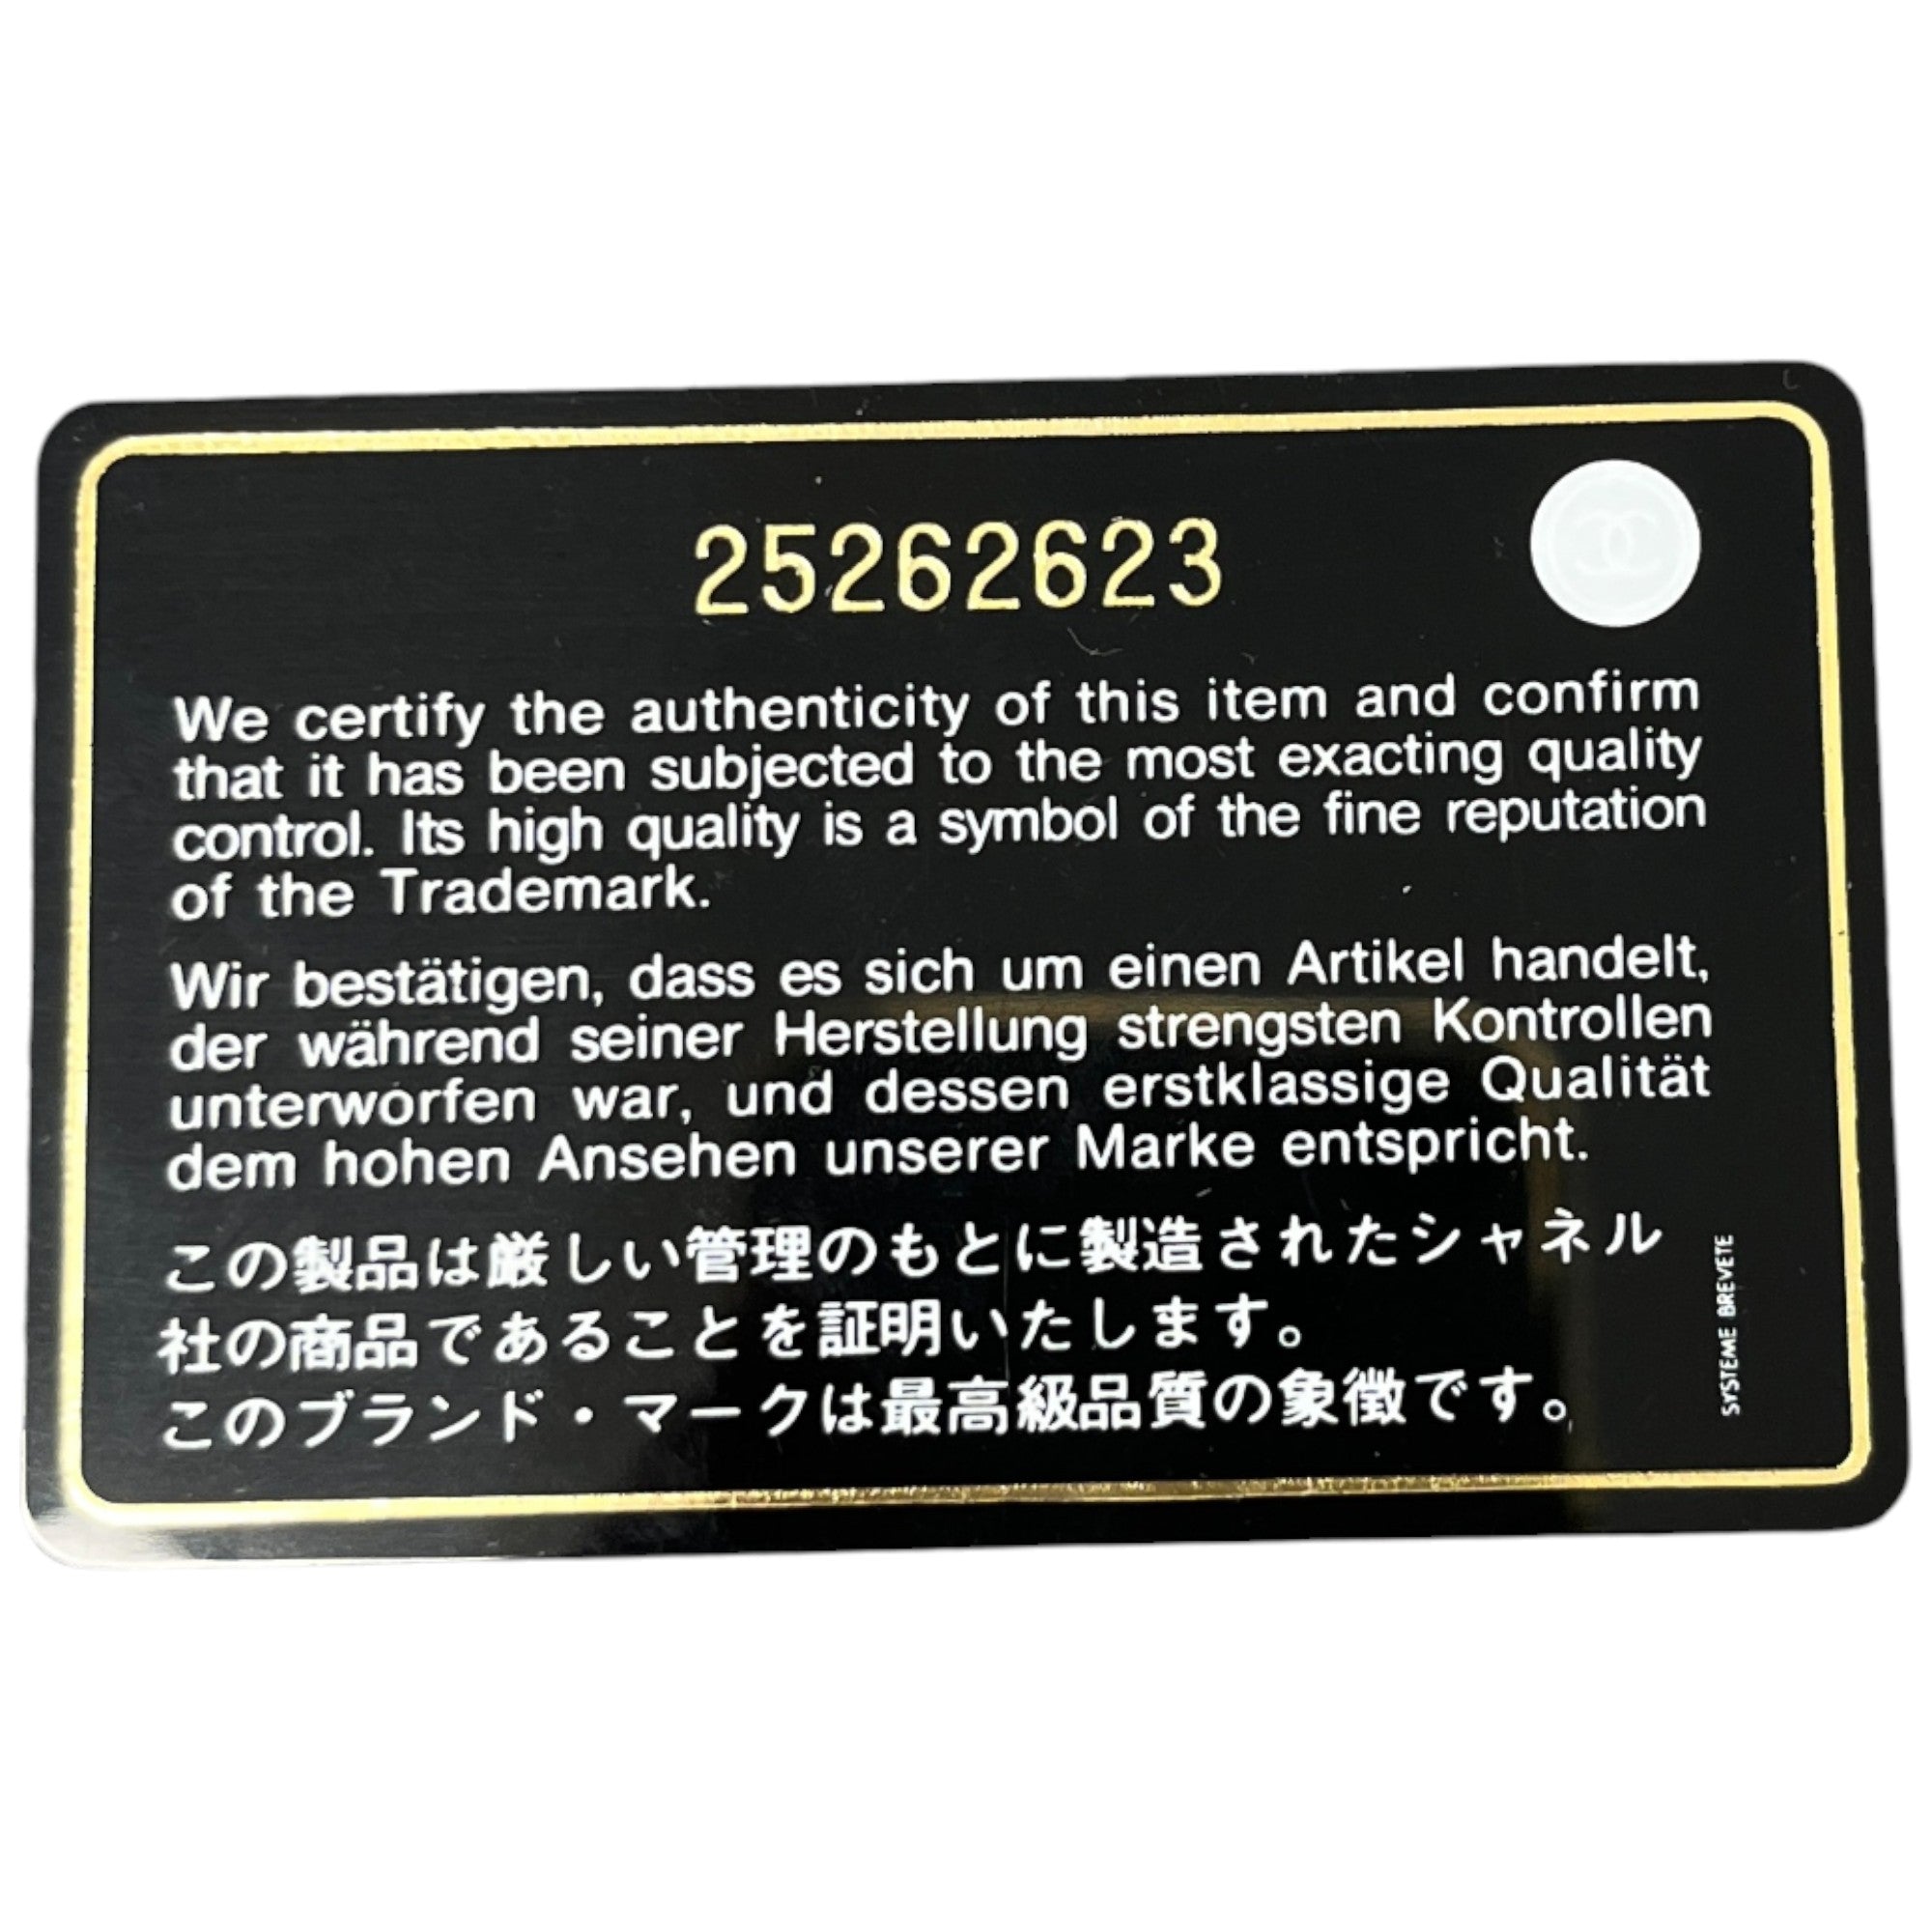 25262623
We certify the authenticity of this item and confirm
that it has been subjected to the most exacting quality
control. Its high quality is a symbol of the fine reputation
of the Trademark.
Wir bestätigen, dass es sich um einen Artikel handelt,
der während seiner Herstellung strengsten Kontrollen
unterworfen war, und dessen erstklassige Qualität
dem hohen Ansehen unserer Marke entspricht.
この製品は厳しい管理のもとに製造されたシャネル
社の商品であることを証明いたします。
このブランド・マークは最高級品質の象徴です。
SYSTEME BREVETE